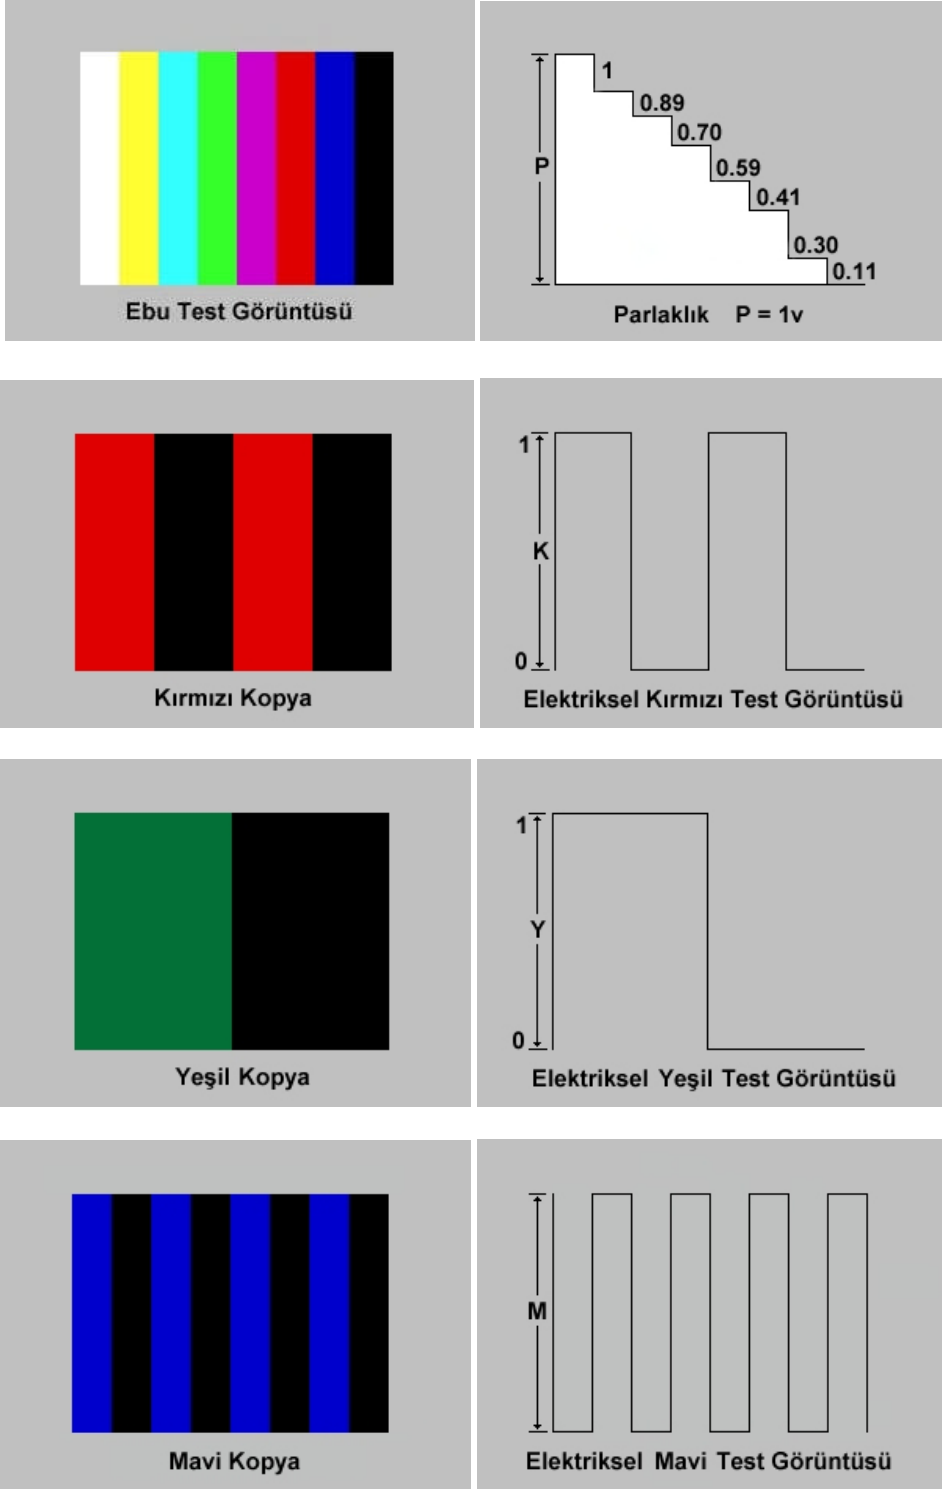 1
0.89
0.70
P
0.59
0.41
0.30
0.11
Ebu Test Görüntüsü
Parlaklık P = 1v
1
K
0
Kırmızı Kopya
Elektriksel Kırmızı Test Görüntüsü
1
Y
0
Yeşil Kopya
Elektriksel Yeşil Test Görüntüsü
M
Mavi Kopya
Elektriksel Mavi Test Görüntüsü